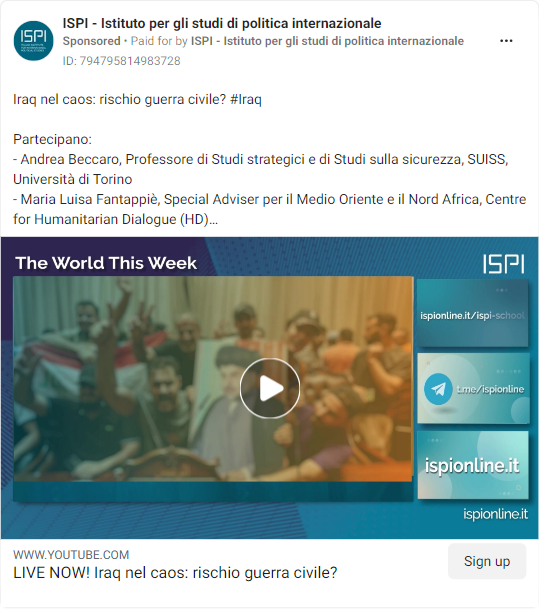 ISPI
ISPI - Istituto per gli studi di politica internazionale
Sponsored • Paid for by ISPI - Istituto per gli studi di politica internazionale
ID: 794795814983728
Iraq nel caos: rischio guerra civile? #Iraq
Partecipano:
- Andrea Beccaro, Professore di Studi strategici e di Studi sulla sicurezza, SUISS,
Università di Torino
- Maria Luisa Fantappiè, Special Adviser per il Medio Oriente e il Nord Africa, Centre
for Humanitarian Dialogue (HD)...
The World This Week
ISPI
ispionline.it/ispi-school
t.me/ispionline
ispionline.it
ispionline.it
WWW.YOUTUBE.COM
LIVE NOW! Iraq nel caos: rischio guerra civile?
Sign up